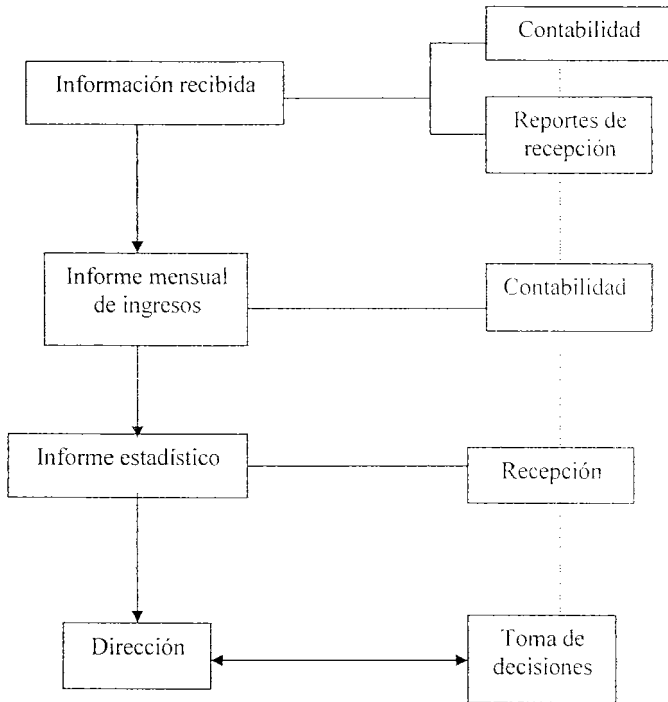 Contabilidad
Información recibida
Reportes de
recepción
Informe mensual
de ingresos
Contabilidad
Informe estadístico
Recepción
Dirección
Toma de
decisiones